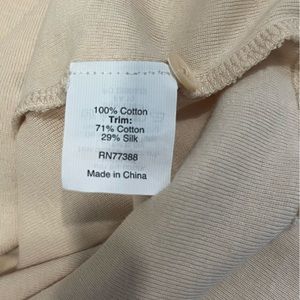 100% Cotton
Trim:
71% Cotton
29% Silk
RN77388
Made in China